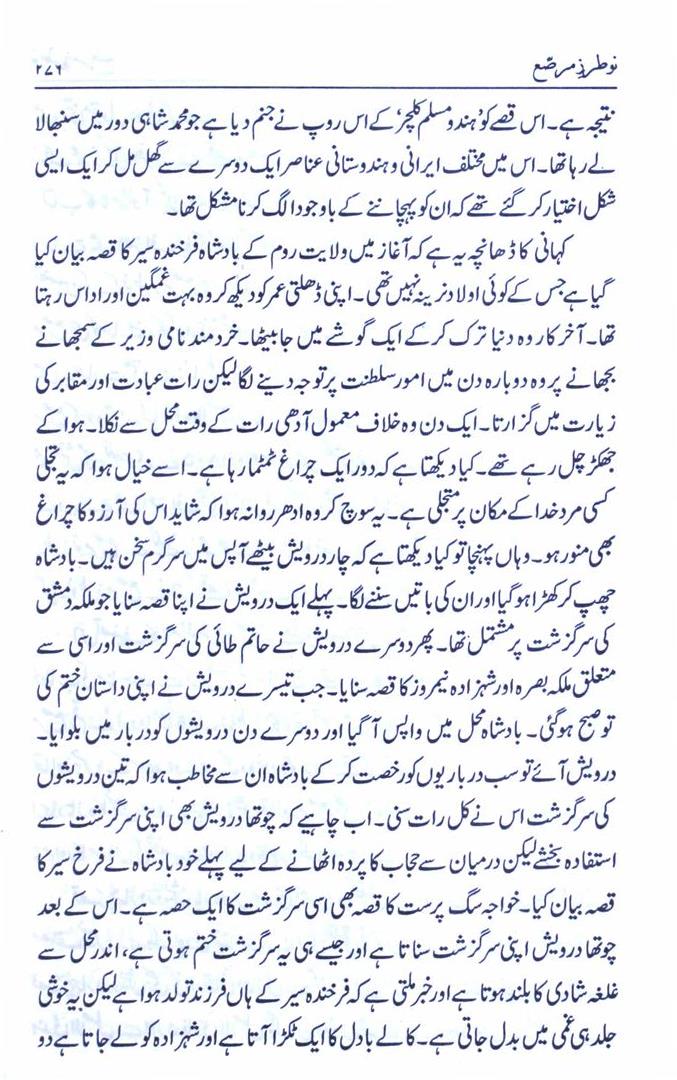 نو طرزِ مرصّع
۲۷۶
نتیجہ ہے۔ اس قصے کو ’ہندو مسلم کلچر‘ کے اس روپ نے جنم دیا ہے جو محمد شاہی دور میں سنبھالا
لے رہا تھا۔ اس میں مختلف ایرانی و ہندوستانی عناصر ایک دوسرے سے گھل مل کر ایک ایسی
شکل اختیار کر گئے تھے کہ ان کو پہچاننے کے باوجود الگ کرنا مشکل تھا۔
کہانی کا ڈھانچہ یہ ہے کہ آغاز میں ولایت روم کے بادشاہ فرخندہ سیر کا قصہ بیان کیا
گیا ہے جس کے کوئی اولاد نرینہ نہیں تھی۔ اپنی ڈھلتی عمر کو دیکھ کر وہ بہت غمگین اور اداس رہتا
تھا۔ آخر کار وہ دنیا ترک کر کے ایک گوشے میں جا بیٹھا۔ خرد مند نامی وزیر کے سمجھانے
بجھانے پر وہ دوبارہ دن میں امور سلطنت پر توجہ دینے لگا لیکن رات عبادت اور مقابر کی
زیارت میں گزارتا۔ ایک دن وہ خلاف معمول آدھی رات کے وقت محل سے نکلا۔ ہوا کے
جھکڑ چل رہے تھے۔ کیا دیکھتا ہے کہ دور ایک چراغ ٹمٹما رہا ہے۔ اسے خیال ہوا کہ یہ تجلی
کسی مرد خدا کے مکان پر متجلی ہے۔ یہ سوچ کر وہ ادھر روانہ ہوا کہ شاید اس کی آرزو کا چراغ
بھی منور ہو۔ وہاں پہنچا تو کیا دیکھتا ہے کہ چار درویش بیٹھے آپس میں سرگرم سخن ہیں۔ بادشاہ
چھپ کر کھڑا ہو گیا اور ان کی باتیں سننے لگا۔ پہلے ایک درویش نے اپنا قصہ سنایا جو ملکہ دمشق
کی سرگزشت پر مشتمل تھا۔ پھر دوسرے درویش نے حاتم طائی کی سرگزشت اور اسی سے
متعلق ملکہ بصرہ اور شہزادہ نیمروز کا قصہ سنایا۔ جب تیسرے درویش نے اپنی داستان ختم کی
تو صبح ہو گئی۔ بادشاہ محل میں واپس آ گیا اور دوسرے دن درویشوں کو دربار میں بلوایا۔
درویش آئے تو سب درباریوں کو رخصت کر کے بادشاہ ان سے مخاطب ہوا کہ تین درویشوں
کی سرگزشت اس نے کل رات سنی۔ اب چاہیے کہ چوتھا درویش بھی اپنی سرگزشت سے
استفادہ بخشے لیکن درمیان سے حجاب کا پردہ اٹھانے کے لیے پہلے خود بادشاہ نے فرخ سیر کا
قصہ بیان کیا۔ خواجہ سگ پرست کا قصہ بھی اسی سرگزشت کا ایک حصہ ہے۔ اس کے بعد
چوتھا درویش اپنی سرگزشت سناتا ہے اور جیسے ہی یہ سرگزشت ختم ہوتی ہے، اندر محل سے
غلغلہ شادی کا بلند ہوتا ہے اور خبر ملتی ہے کہ فرخندہ سیر کے ہاں فرزند تولد ہوا ہے لیکن یہ خوشی
جلد ہی غمی میں بدل جاتی ہے۔ کالے بادل کا ایک ٹکڑا آتا ہے اور شہزادہ کو لے جاتا ہے دو